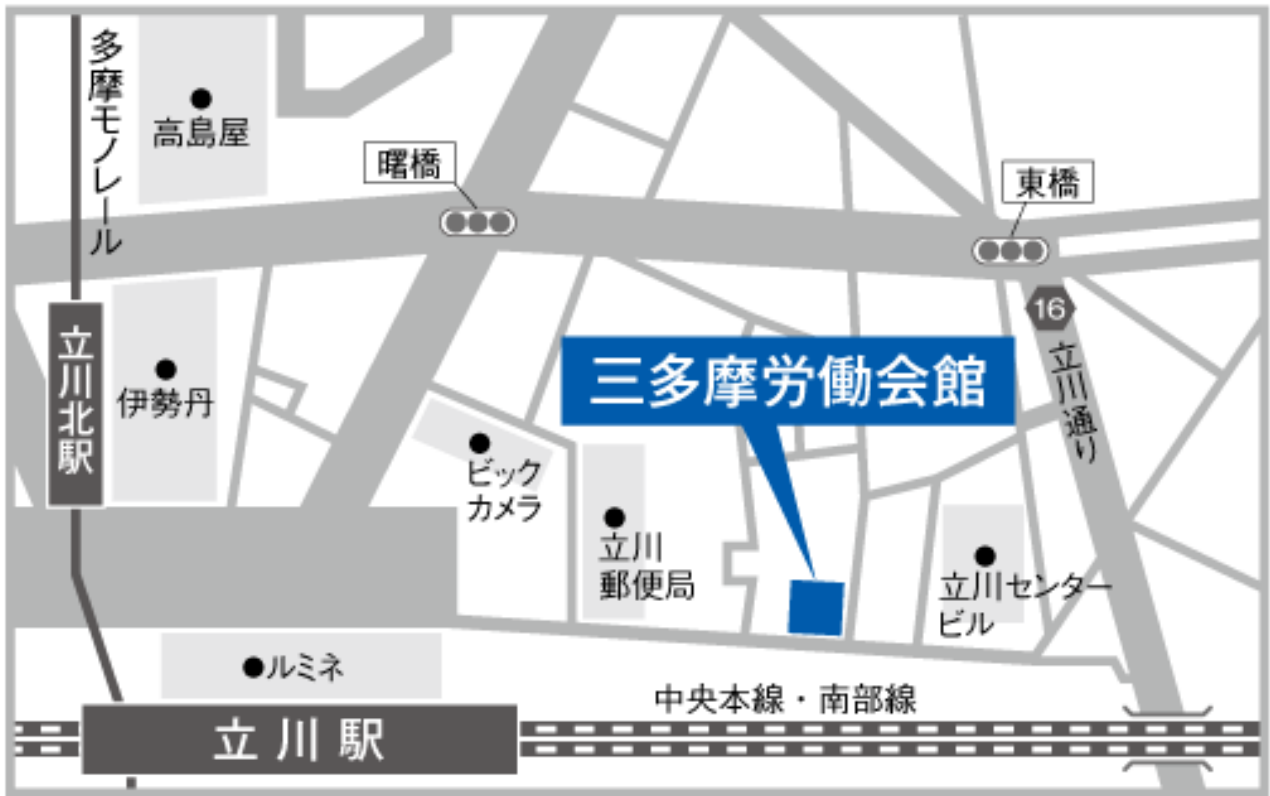 多摩モノレール
高島屋
曙橋
東橋
16
立川通り
立川北駅
伊勢丹
三多摩労働会館
ビック
カメラ
立川
郵便局
立川センター
ビル
ルミネ
中央本線・南部線
立川駅